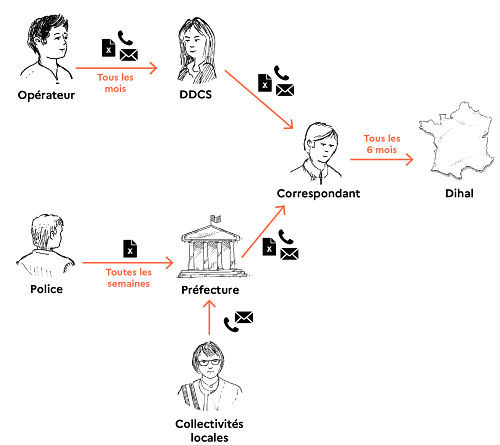 Tous les
mois
Opérateur
DDCS
Tous les
6 mois
Correspondant
Dihal
Toutes les
semaines
Police
Préfecture
Collectivités
locales